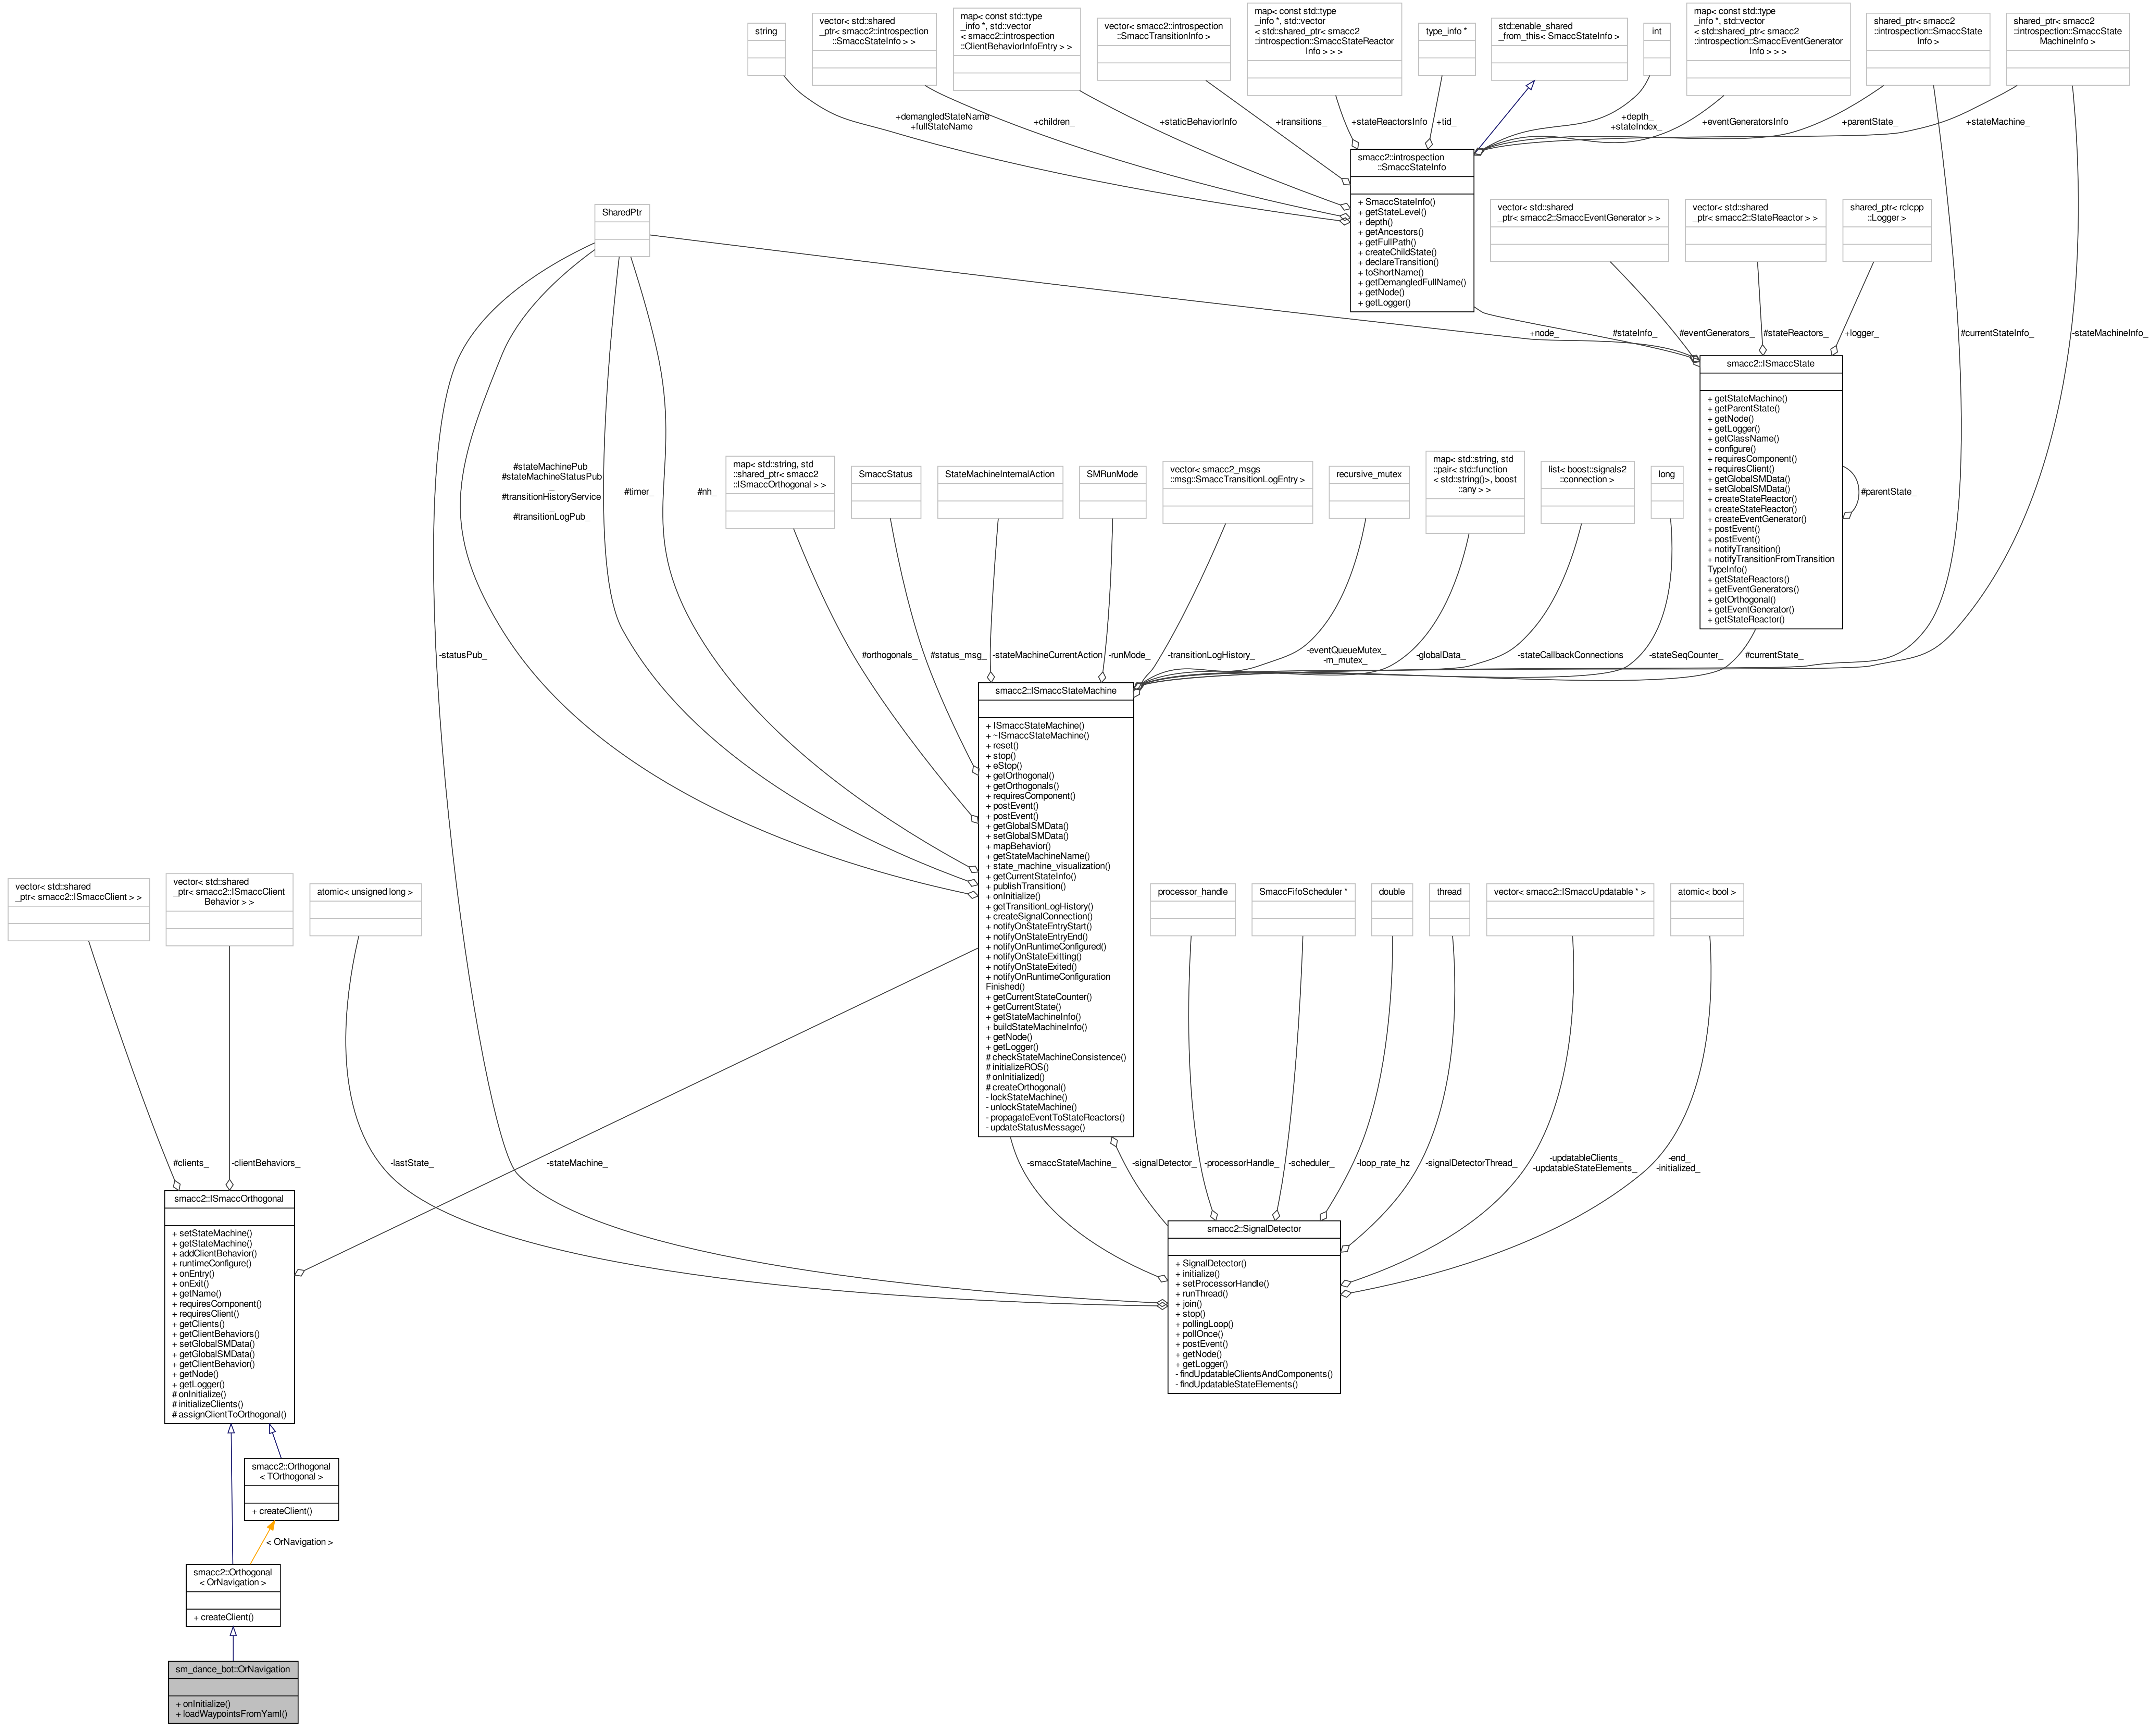 string
vector< std::shared
_ptr< smacc2::introspection
::SmaccStateInfo > >
map< const std::type
_info *, std::vector
< smacc2::introspection
::ClientBehaviorInfoEntry > >
vector< smacc2::introspection
::SmaccTransitionInfo >
map< const std::type
_info *, std::vector
< std::shared_ptr< smacc2
::introspection::SmaccStateReactor
Info > > >
type_info *
std::enable_shared
_from_this< SmaccStateInfo >
int
map< const std::type
_info *, std::vector
< std::shared_ptr< smacc2
::introspection::SmaccEventGenerator
Info > > >
shared_ptr< smacc2
::introspection::SmaccState
Info >
shared_ptr< smacc2
::introspection::SmaccState
MachineInfo >
+demangledStateName
+fullStateName
+children_
+staticBehaviorInfo
+transitions_
+stateReactorsInfo
+tid_
+depth_
+stateIndex_
+eventGeneratorsInfo
+parentState_
+stateMachine_
smacc2::introspection
::SmaccStateInfo
+ SmaccStateInfo()
+ getStateLevel()
+ depth()
+ getAncestors()
+ getFullPath()
+ createChildState()
+ declareTransition()
+ toShortName()
+ getDemangledFullName()
+ getNode()
+ getLogger()
SharedPtr
vector< std::shared
_ptr< smacc2::SmaccEventGenerator > >
vector< std::shared
_ptr< smacc2::StateReactor > >
shared_ptr< rclcpp
::Logger >
+node_
#stateInfo_
#eventGenerators_
#stateReactors_
+logger_
#currentStateInfo_
-stateMachineInfo_
smacc2::ISmaccState
+ getStateMachine()
+ getParentState()
+ getNode()
+ getLogger()
+ getClassName()
+ configure()
+ requiresComponent()
+ requiresClient()
+ getGlobalSMData()
+ setGlobalSMData()
+ createStateReactor()
+ createStateReactor()
+ createEventGenerator()
+ postEvent()
+ postEvent()
+ notifyTransition()
+ notifyTransitionFromTransition
TypeInfo()
+ getStateReactors()
+ getEventGenerators()
+ getOrthogonal()
+ getEventGenerator()
+ getStateReactor()
#parentState_
#stateMachinePub_
#stateMachineStatusPub
_
#transitionHistoryService
_
#transitionLogPub_
#timer_
#nh_
map< std::string, std
::shared_ptr< smacc2
::ISmaccOrthogonal > >
SmaccStatus
StateMachineInternalAction
SMRunMode
vector< smacc2_msgs
::msg::SmaccTransitionLogEntry >
recursive_mutex
map< std::string, std
::pair< std::function
< std::string()>, boost
::any > >
list< boost::signals2
::connection >
long
-statusPub_
#orthogonals_
#status_msg_
-stateMachineCurrentAction
-runMode_
-transitionLogHistory_
-eventQueueMutex_
-m_mutex_
-globalData_
-stateCallbackConnections
-stateSeqCounter_
#currentState_
smacc2::ISmaccStateMachine
+ ISmaccStateMachine()
+ ~ISmaccStateMachine()
+ reset()
+ stop()
+ eStop()
+ getOrthogonal()
+ getOrthogonals()
+ requiresComponent()
+ postEvent()
+ postEvent()
+ getGlobalSMData()
+ setGlobalSMData()
+ mapBehavior()
+ getStateMachineName()
+ state_machine_visualization()
+ getCurrentStateInfo()
+ publishTransition()
+ onInitialize()
+ getTransitionLogHistory()
+ createSignalConnection()
+ notifyOnStateEntryStart()
+ notifyOnStateEntryEnd()
+ notifyOnRuntimeConfigured()
+ notifyOnStateExitting()
+ notifyOnStateExited()
+ notifyOnRuntimeConfiguration
Finished()
+ getCurrentStateCounter()
+ getCurrentState()
+ getStateMachineInfo()
+ buildStateMachineInfo()
+ getNode()
+ getLogger()
# checkStateMachineConsistence()
# initializeROS()
# onInitialized()
# createOrthogonal()
- lockStateMachine()
- unlockStateMachine()
- propagateEventToStateReactors()
- updateStatusMessage()
vector< std::shared
_ptr< smacc2::ISmaccClient > >
vector< std::shared
_ptr< smacc2::ISmaccClient
Behavior > >
atomic< unsigned long >
processor_handle
SmaccFifoScheduler *
double
thread
vector< smacc2::ISmaccUpdatable * >
atomic< bool >
#clients_
-clientBehaviors_
-lastState_
-stateMachine_
-smaccStateMachine_
-signalDetector_
-processorHandle_
-scheduler_
-loop_rate_hz
-signalDetectorThread_
-updatableClients_
-updatableStateElements_
-end_
-initialized_
smacc2::ISmaccOrthogonal
+ setStateMachine()
+ getStateMachine()
+ addClientBehavior()
+ runtimeConfigure()
+ onEntry()
+ onExit()
+ getName()
+ requiresComponent()
+ requiresClient()
+ getClients()
+ getClientBehaviors()
+ setGlobalSMData()
+ getGlobalSMData()
+ getClientBehavior()
+ getNode()
+ getLogger()
# onInitialize()
# initializeClients()
# assignClientToOrthogonal()
smacc2::SignalDetector
+ SignalDetector()
+ initialize()
+ setProcessorHandle()
+ runThread()
+ join()
+ stop()
+ pollingLoop()
+ pollOnce()
+ postEvent()
+ getNode()
+ getLogger()
- findUpdatableClientsAndComponents()
- findUpdatableStateElements()
smacc2::Orthogonal
< TOrthogonal >
+ createClient()
< OrNavigation >
smacc2::Orthogonal
< OrNavigation >
+ createClient()
sm_dance_bot::OrNavigation
+ onInitialize()
+ loadWaypointsFromYaml()